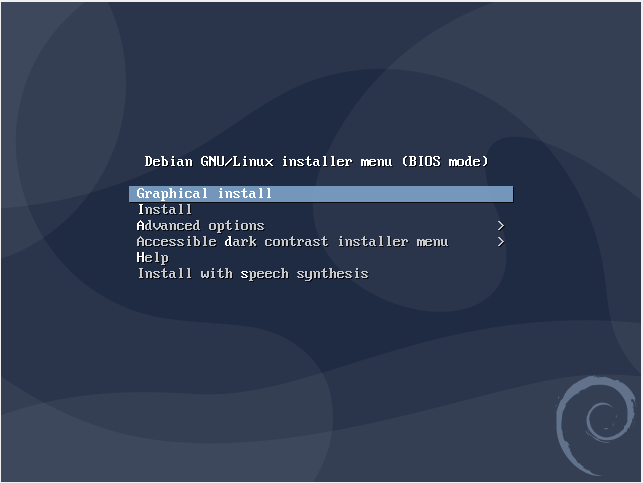 Debian GNU/Linux installer menu (BIOS mode)
Graphical install
Install
Advanced options >
Accessible dark contrast installer menu >
Help
Install with speech synthesis